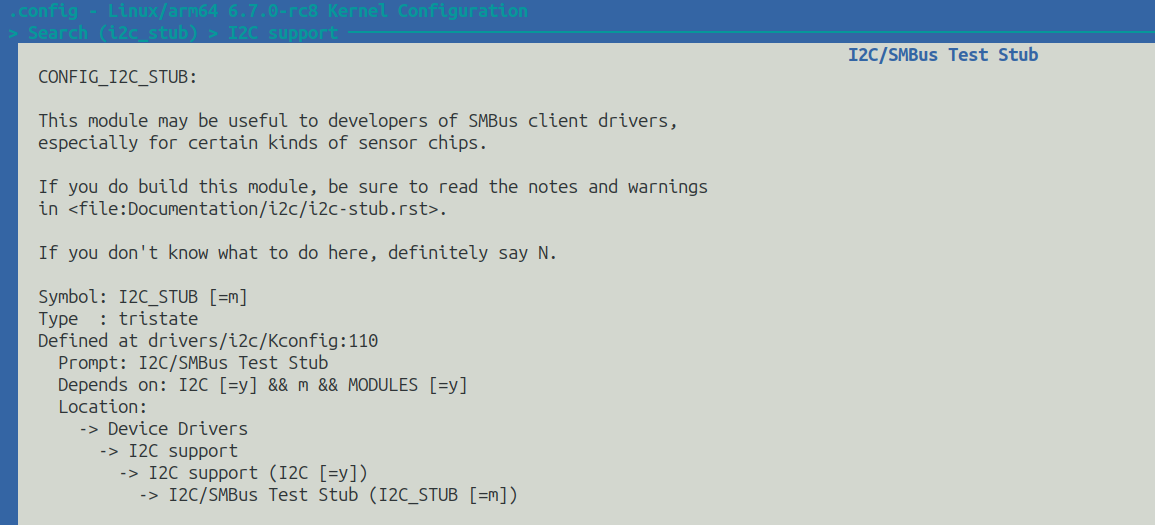 .config - Linux/arm64 6.7.0-rc8 Kernel Configuration
> Search (i2c_stub) > I2C support
I2C/SMBus Test Stub
CONFIG_I2C_STUB:
This module may be useful to developers of SMBus client drivers,
especially for certain kinds of sensor chips.
If you do build this module, be sure to read the notes and warnings
in <file:Documentation/i2c/i2c-stub.rst>.
If you don't know what to do here, definitely say N.
Symbol: I2C_STUB [=m]
Type  : tristate
Defined at drivers/i2c/Kconfig:110
Prompt: I2C/SMBus Test Stub
Depends on: I2C [=y] && m && MODULES [=y]
Location:
-> Device Drivers
-> I2C support
-> I2C support (I2C [=y])
-> I2C/SMBus Test Stub (I2C_STUB [=m])